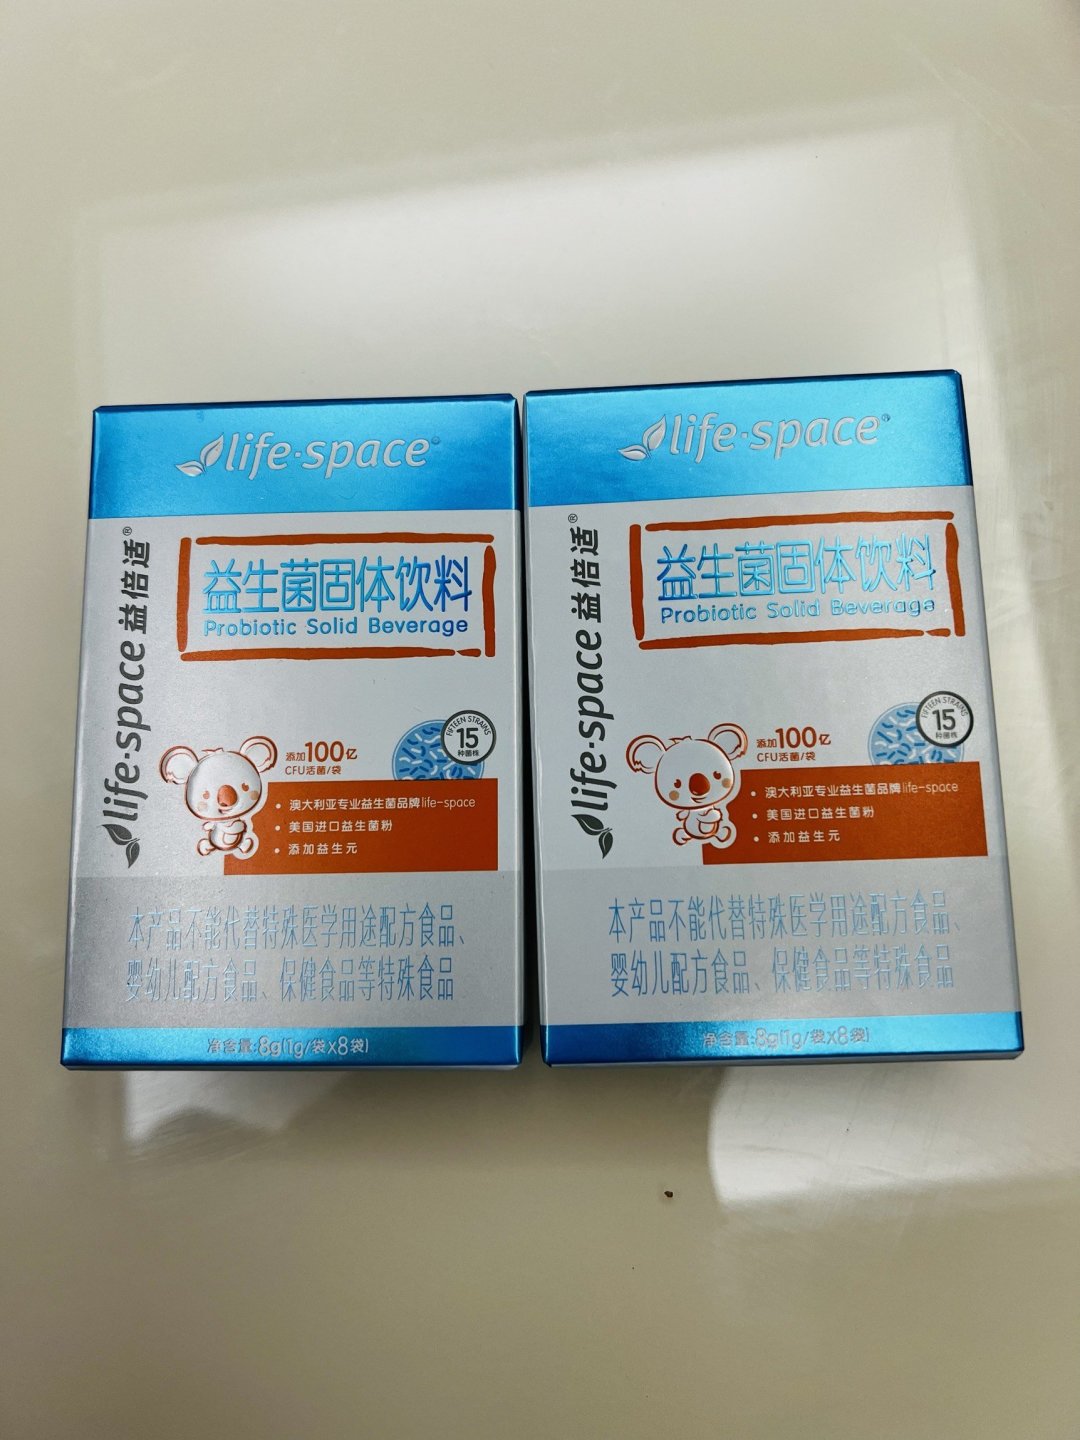 life·space®
life·space 益倍适®
益生菌固体饮料
Probiotic Solid Beverage
添加100亿
CFU活菌/袋
FIFTEEN STRAINS
15
种菌株
• 澳大利亚专业益生菌品牌life-space
• 美国进口益生菌粉
• 添加益生元
本产品不能代替特殊医学用途配方食品、
婴幼儿配方食品、保健食品等特殊食品
净含量:8g(1g/袋x8袋)
life·space®
life·space 益倍适®
益生菌固体饮料
Probiotic Solid Beverage
添加100亿
CFU活菌/袋
FIFTEEN STRAINS
15
种菌株
• 澳大利亚专业益生菌品牌life-space
• 美国进口益生菌粉
• 添加益生元
本产品不能代替特殊医学用途配方食品、
婴幼儿配方食品、保健食品等特殊食品
净含量:8g(1g/袋x8袋)